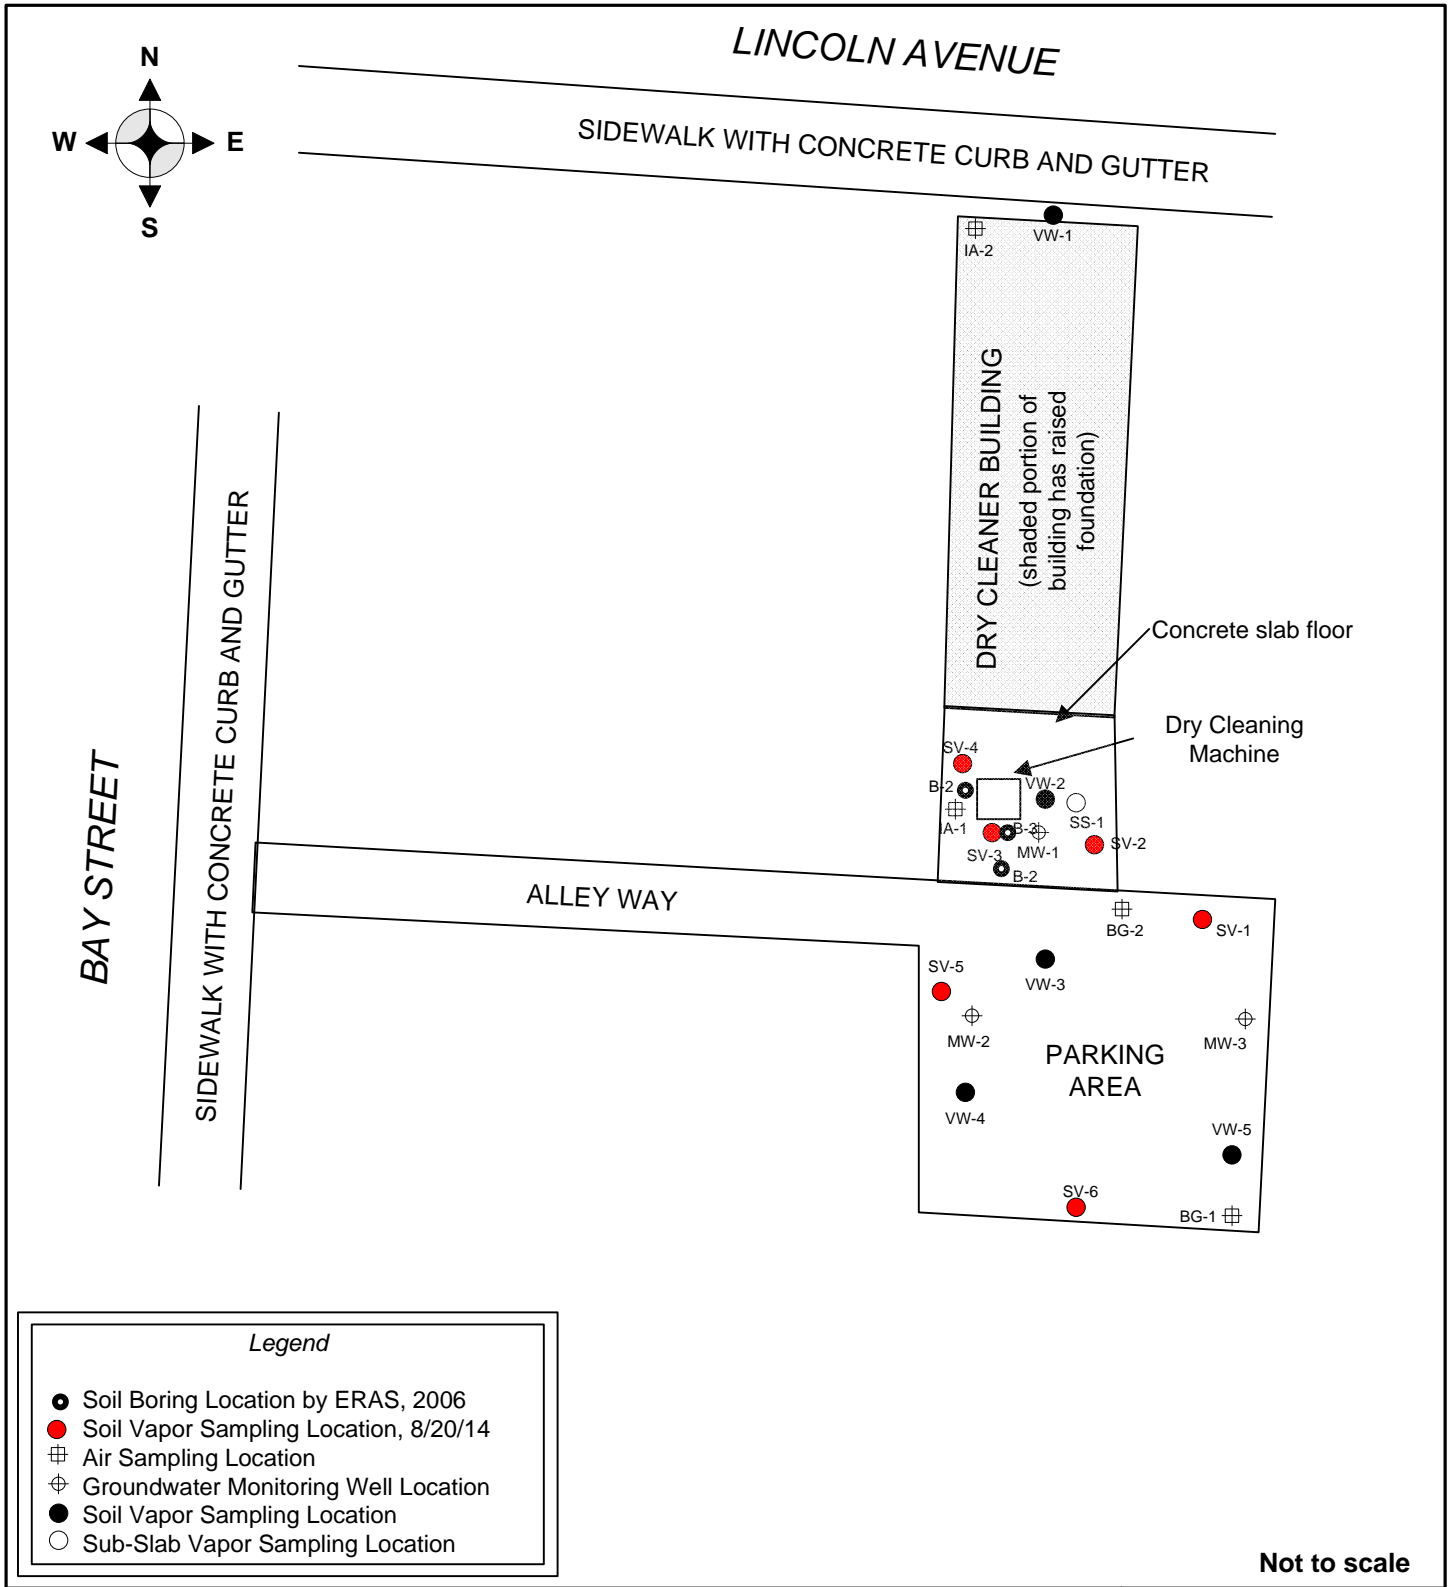 N
W
E
S
LINCOLN AVENUE
SIDEWALK WITH CONCRETE CURB AND GUTTER
IA-2
VW-1
DRY CLEANER BUILDING
(shaded portion of
building has raised
foundation)
Concrete slab floor
Dry Cleaning
Machine
SV-4
B-2
VW-2
IA-1
SS-1
B-3
SV-3
MW-1
SV-2
B-2
BAY STREET
SIDEWALK WITH CONCRETE CURB AND GUTTER
ALLEY WAY
BG-2
SV-1
SV-5
VW-3
MW-2
MW-3
PARKING
AREA
VW-4
VW-5
SV-6
BG-1
Legend
Soil Boring Location by ERAS, 2006
Soil Vapor Sampling Location, 8/20/14
Air Sampling Location
Groundwater Monitoring Well Location
Soil Vapor Sampling Location
Sub-Slab Vapor Sampling Location
Not to scale